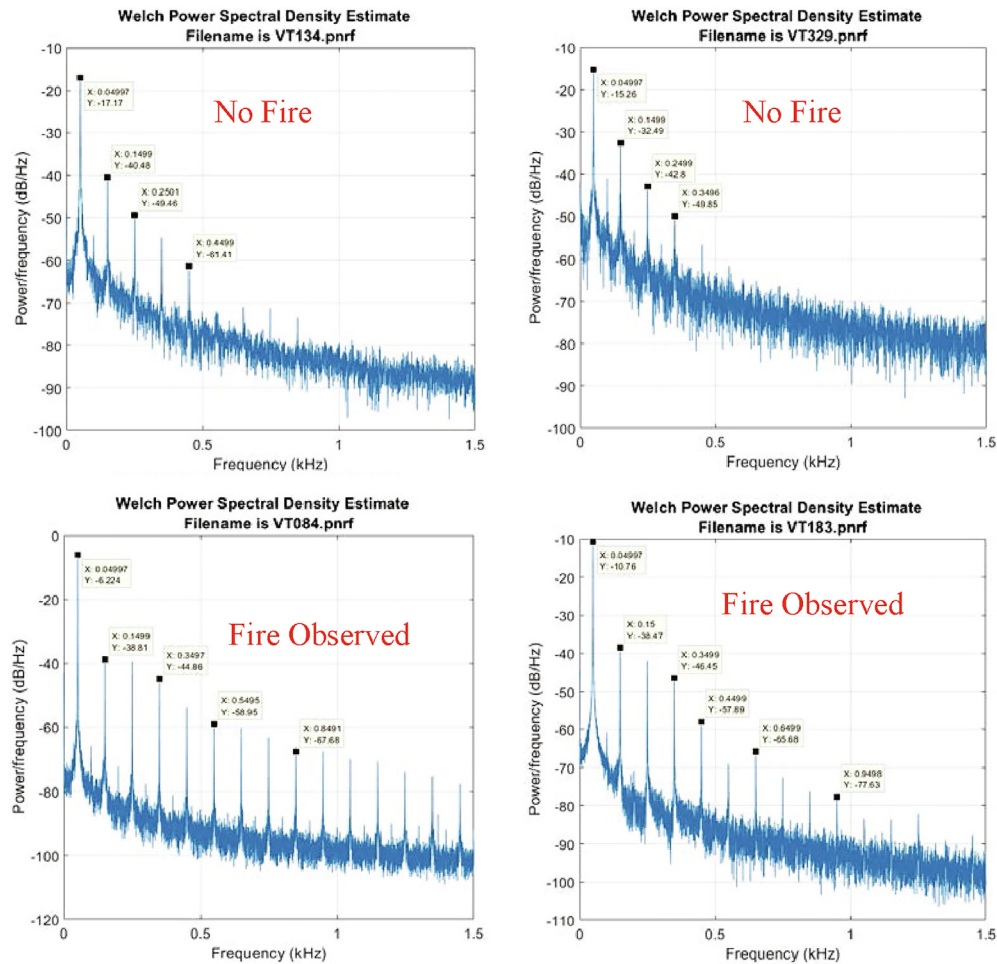 Welch Power Spectral Density Estimate
Filename is VT134.pnrf
No Fire
X: 0.04997
Y: -17.17
X: 0.1499
Y: -40.48
X: 0.2501
Y: -49.46
X: 0.4499
Y: -61.41
Power/frequency (dB/Hz)
-10
-20
-30
-40
-50
-60
-70
-80
-90
-100
0
0.5
1
1.5
Frequency (kHz)
Welch Power Spectral Density Estimate
Filename is VT329.pnrf
No Fire
X: 0.04997
Y: -15.26
X: 0.1499
Y: -32.49
X: 0.2499
Y: -42.8
X: 0.3496
Y: -49.85
Power/frequency (dB/Hz)
-10
-20
-30
-40
-50
-60
-70
-80
-90
-100
0
0.5
1
1.5
Frequency (kHz)
Welch Power Spectral Density Estimate
Filename is VT084.pnrf
Fire Observed
X: 0.04997
Y: -6.224
X: 0.1499
Y: -38.81
X: 0.3497
Y: -44.86
X: 0.5495
Y: -58.95
X: 0.8491
Y: -67.68
Power/frequency (dB/Hz)
0
-20
-40
-60
-80
-100
-120
0
0.5
1
1.5
Frequency (kHz)
Welch Power Spectral Density Estimate
Filename is VT183.pnrf
Fire Observed
X: 0.04997
Y: -10.76
X: 0.15
Y: -38.47
X: 0.3499
Y: -46.45
X: 0.4499
Y: -57.89
X: 0.6499
Y: -65.68
X: 0.9498
Y: -77.63
Power/frequency (dB/Hz)
-10
-20
-30
-40
-50
-60
-70
-80
-90
-100
-110
0
0.5
1
1.5
Frequency (kHz)